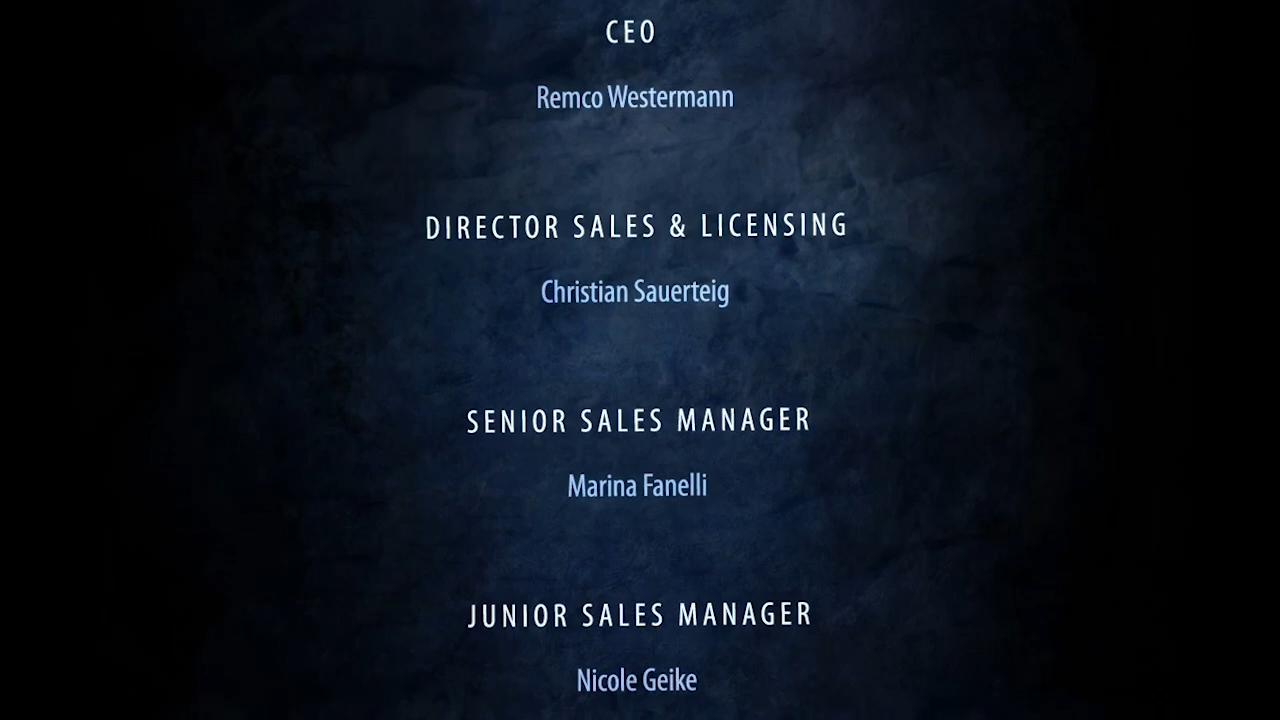 CEO
Remco Westermann
DIRECTOR SALES & LICENSING
Christian Sauerteig
SENIOR SALES MANAGER
Marina Fanelli
JUNIOR SALES MANAGER
Nicole Geike